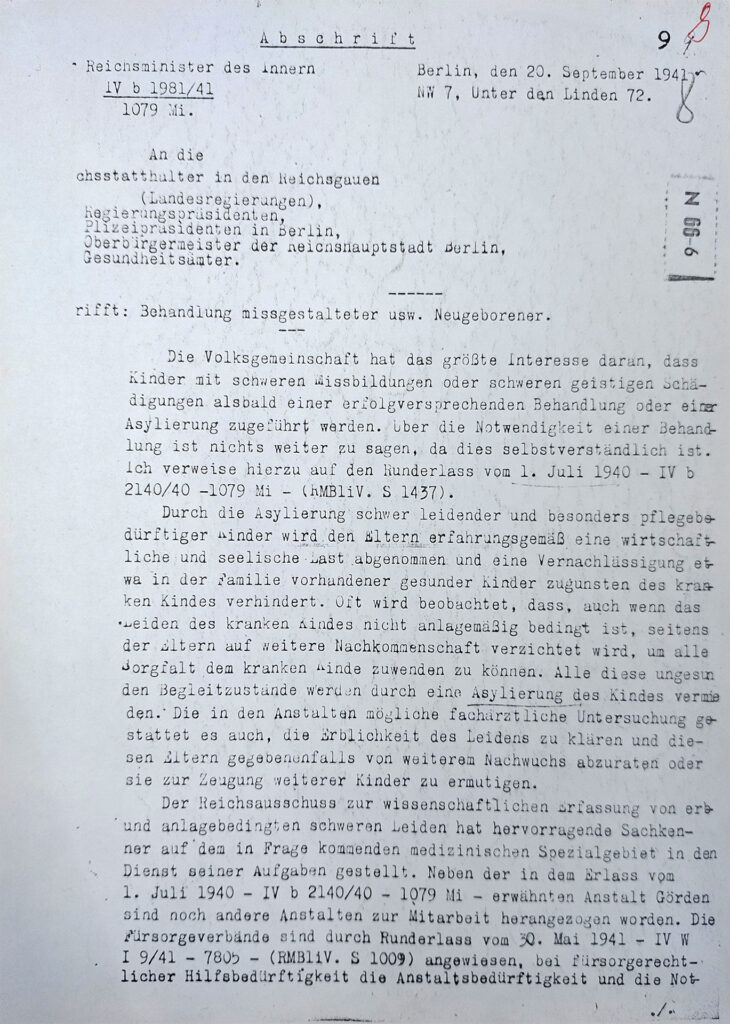 Abschrift
9
8
Reichsminister des Innern
Berlin, den 20. September 1941
IV b 1981/41
NW 7, Unter den Linden 72.
1079 Mi.
8
An die
chsstatthalter in den Reichsgauen
(Landesregierungen),
Regierungspräsidenten,
Plizeipräsidenten in Berlin,
Oberbürgermeister der Reichshauptstadt Berlin,
Gesundheitsämter.
N 99-6
rifft: Behandlung missgestalteter usw. Neugeborener.
Die Volksgemeinschaft hat das größte Interesse daran, dass
Kinder mit schweren Missbildungen oder schweren geistigen Schä-
digungen alsbald einer erfolgversprechenden Behandlung oder einer
Asylierung zugeführt werden. Über die Notwendigkeit einer Behand-
lung ist nichts weiter zu sagen, da dies selbstverständlich ist.
Ich verweise hierzu auf den Runderlass vom 1. Juli 1940 - IV b
2140/40 -1079 Mi - (RMBliV. S 1437).
Durch die Asylierung schwer leidender und besonders pflegebe-
dürftiger Kinder wird den Eltern erfahrungsgemäß eine wirtschaft-
liche und seelische Last abgenommen und eine Vernachlässigung et-
wa in der Familie vorhandener gesunder Kinder zugunsten des kran-
ken Kindes verhindert. Oft wird beobachtet, dass, auch wenn das
Leiden des kranken Kindes nicht anlagemäßig bedingt ist, seitens
der Eltern auf weitere Nachkommenschaft verzichtet wird, um alle
Sorgfalt dem kranken Kinde zuwenden zu können. Alle diese ungesun
den Begleitzustände werden durch eine Asylierung des Kindes vermie
den. Die in den Anstalten mögliche fachärztliche Untersuchung ge-
stattet es auch, die Erblichkeit des Leidens zu klären und die-
sen Eltern gegebenenfalls von weiterem Nachwuchs abzuraten oder
sie zur Zeugung weiterer Kinder zu ermutigen.
Der Reichsausschuss zur wissenschaftlichen Erfassung von erb-
und anlagebedingten schweren Leiden hat hervorragende Sachken-
ner auf dem in Frage kommenden medizinischen Spezialgebiet in den
Dienst seiner Aufgaben gestellt. Neben der in dem Erlass vom
1. Juli 1940 - IV b 2140/40 - 1079 Mi - erwähnten Anstalt Görden
sind noch andere Anstalten zur Mitarbeit herangezogen worden. Die
Fürsorgeverbände sind durch Runderlass vom 30. Mai 1941 - IV W
I 9/41 - 7805 - (RMBliV. S 1009) angewiesen, bei fürsorgerecht-
licher Hilfsbedürftigkeit die Anstaltsbedürftigkeit und die Not-
./.